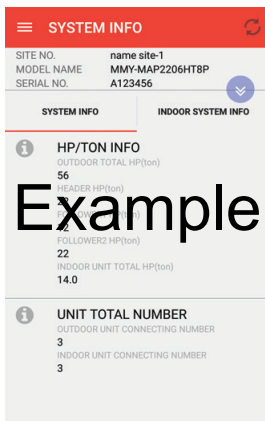 SYSTEM INFO
SITE NO. name site-1
MODEL NAME MMY-MAP2206HT8P
SERIAL NO. A123456
SYSTEM INFO INDOOR SYSTEM INFO
HP/TON INFO
OUTDOOR TOTAL HP(ton)
56
HEADER HP(ton)
Example
HP(ton)
FOLLOWER2 HP(ton)
22
INDOOR UNIT TOTAL HP(ton)
14.0
UNIT TOTAL NUMBER
OUTDOOR UNIT CONNECTING NUMBER
3
INDOOR UNIT CONNECTING NUMBER
3